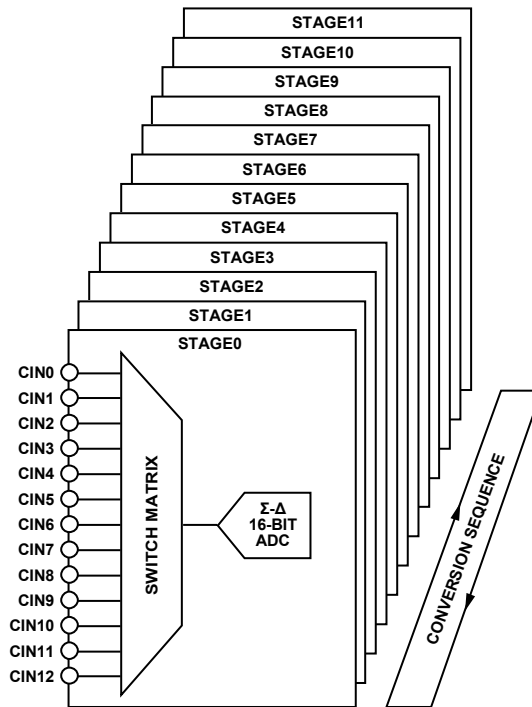 STAGE11
STAGE10
STAGE9
STAGE8
STAGE7
STAGE6
STAGE5
STAGE4
STAGE3
STAGE2
STAGE1
STAGE0
CIN0
CIN1
CIN2
CIN3
CIN4
CIN5
CIN6
CIN7
CIN8
CIN9
CIN10
CIN11
CIN12
SWITCH MATRIX
Σ-Δ
16-BIT
ADC
CONVERSION SEQUENCE